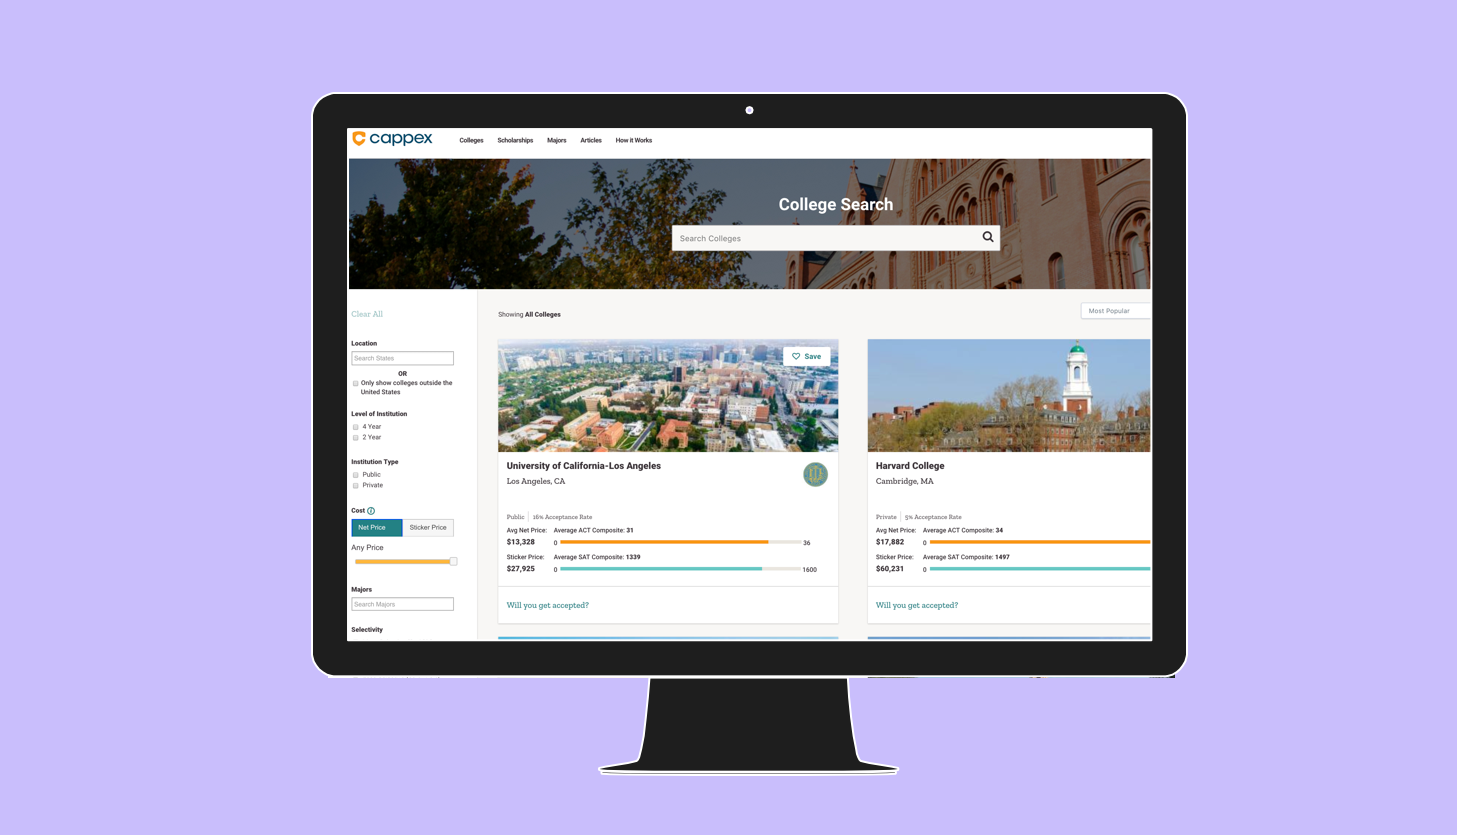 cappex
Colleges
Scholarships
Majors
Articles
How it Works
College Search
Search Colleges
Clear All
Showing All Colleges
Most Popular
Location
Search States
OR
Only show colleges outside the
United States
Level of Institution
4 Year
2 Year
Institution Type
Public
Private
Cost
Net Price
Sticker Price
Any Price
Majors
Search Majors
Selectivity
Save
University of California-Los Angeles
Los Angeles, CA
Public
16% Acceptance Rate
Avg Net Price:
Average ACT Composite: 31
$13,328
0
36
Sticker Price:
Average SAT Composite: 1339
$27,925
0
1600
Will you get accepted?
Harvard College
Cambridge, MA
Private
5% Acceptance Rate
Avg Net Price:
Average ACT Composite: 34
$17,882
0
Sticker Price:
Average SAT Composite: 1497
$60,231
0
Will you get accepted?